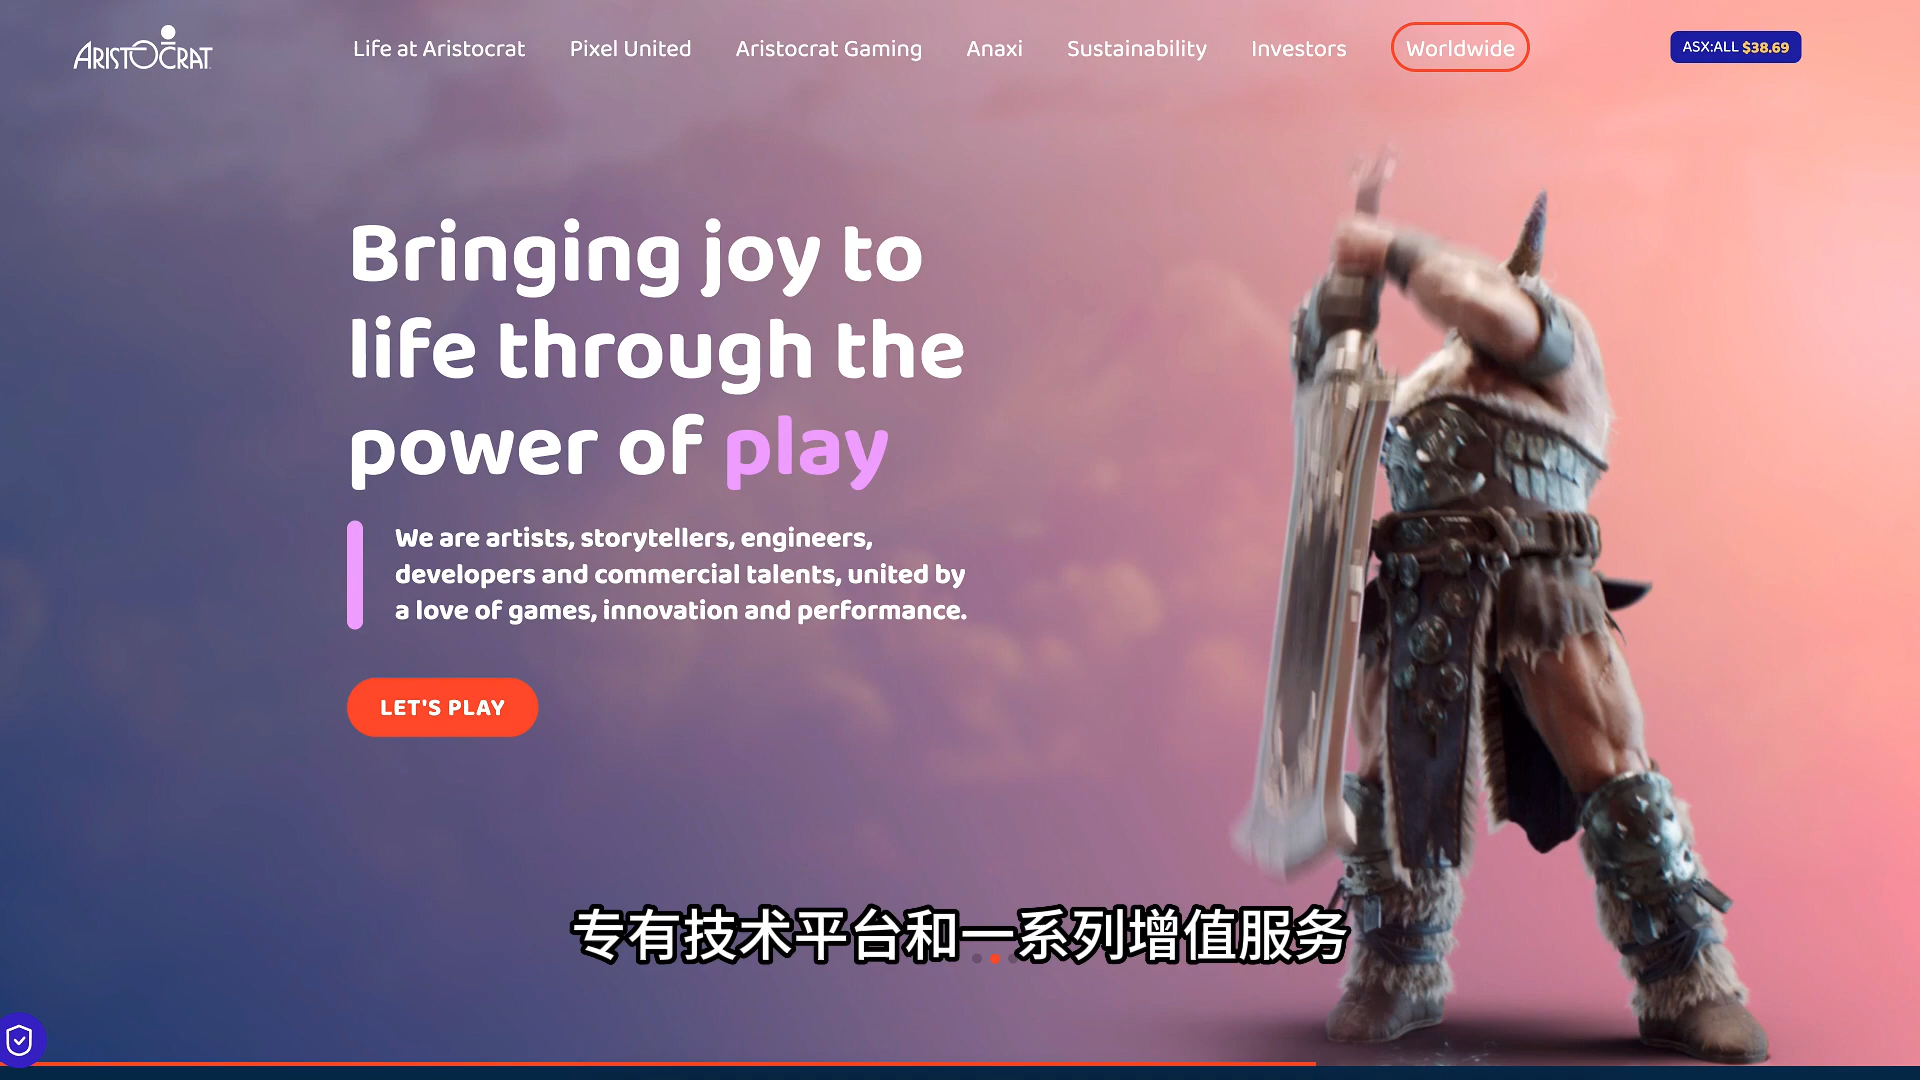 ARISTOCRAT
Life at Aristocrat
Pixel United
Aristocrat Gaming
Anaxi
Sustainability
Investors
Worldwide
ASX:ALL $38.69
Bringing joy to
life through the
power of play
We are artists, storytellers, engineers,
developers and commercial talents, united by
a love of games, innovation and performance.
LET'S PLAY
专有技术平台和一系列增值服务